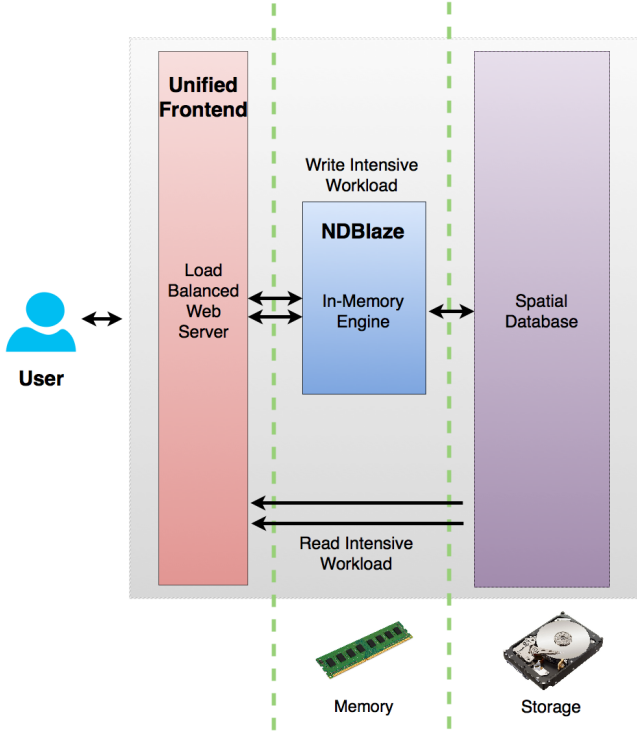 Unified
Frontend
Write Intensive
Workload
NDBlaze
Load
Balanced
Web
Server
In-Memory
Engine
Spatial
Database
User
Read Intensive
Workload
Memory
Storage